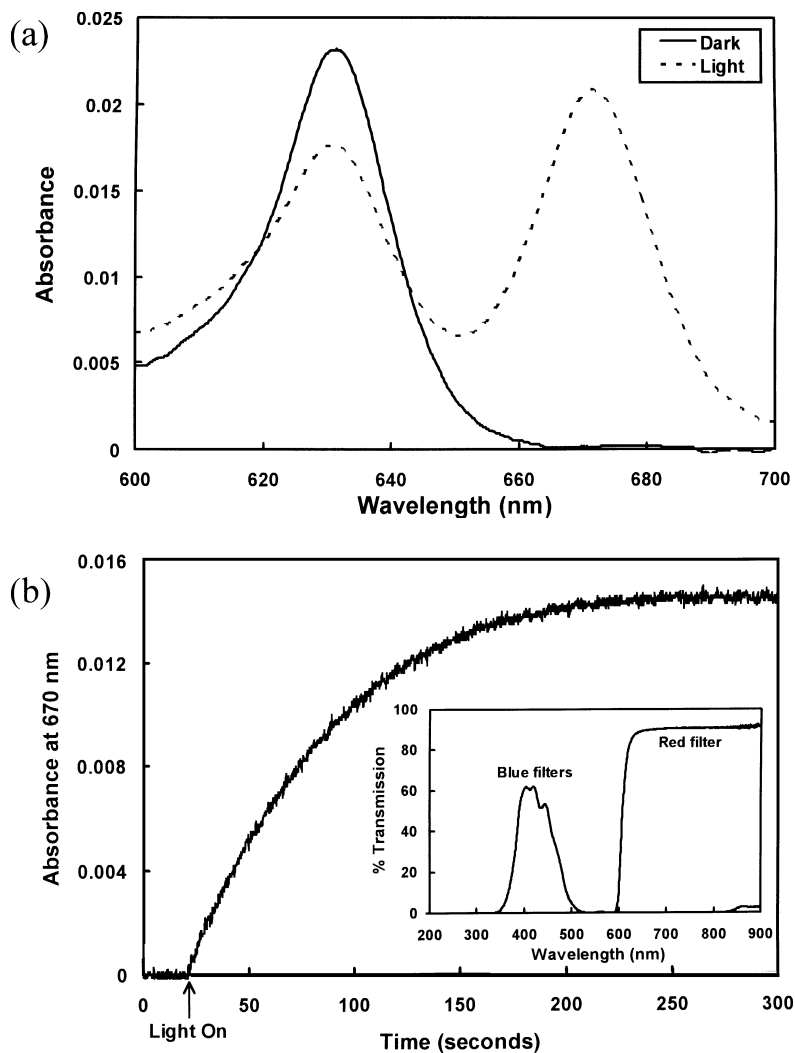 (a)
0.025
0.02
0.015
0.01
0.005
0
Absorbance
Dark
Light
600
620
640
660
680
700
Wavelength (nm)
(b)
0.016
0.012
0.008
0.004
0
Absorbance at 670 nm
0
50
100
150
200
250
300
Light On
Time (seconds)
100
80
60
40
20
0
% Transmission
Blue filters
Red filter
200
300
400
500
600
700
800
900
Wavelength (nm)